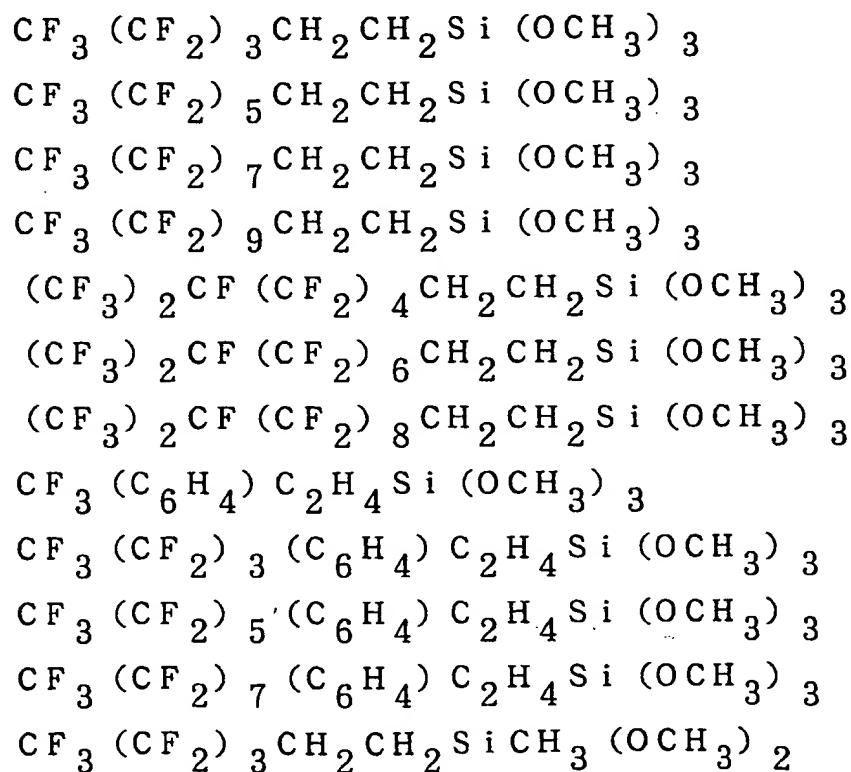 CF₃(CF₂)₃CH₂CH₂Si(OCH₃)₃
CF₃(CF₂)₅CH₂CH₂Si(OCH₃)₃
CF₃(CF₂)₇CH₂CH₂Si(OCH₃)₃
CF₃(CF₂)₉CH₂CH₂Si(OCH₃)₃
(CF₃)₂CF(CF₂)₄CH₂CH₂Si(OCH₃)₃
(CF₃)₂CF(CF₂)₆CH₂CH₂Si(OCH₃)₃
(CF₃)₂CF(CF₂)₈CH₂CH₂Si(OCH₃)₃
CF₃(C₆H₄)C₂H₄Si(OCH₃)₃
CF₃(CF₂)₃(C₆H₄)C₂H₄Si(OCH₃)₃
CF₃(CF₂)₅(C₆H₄)C₂H₄Si(OCH₃)₃
CF₃(CF₂)₇(C₆H₄)C₂H₄Si(OCH₃)₃
CF₃(CF₂)₃CH₂CH₂SiCH₃(OCH₃)₂